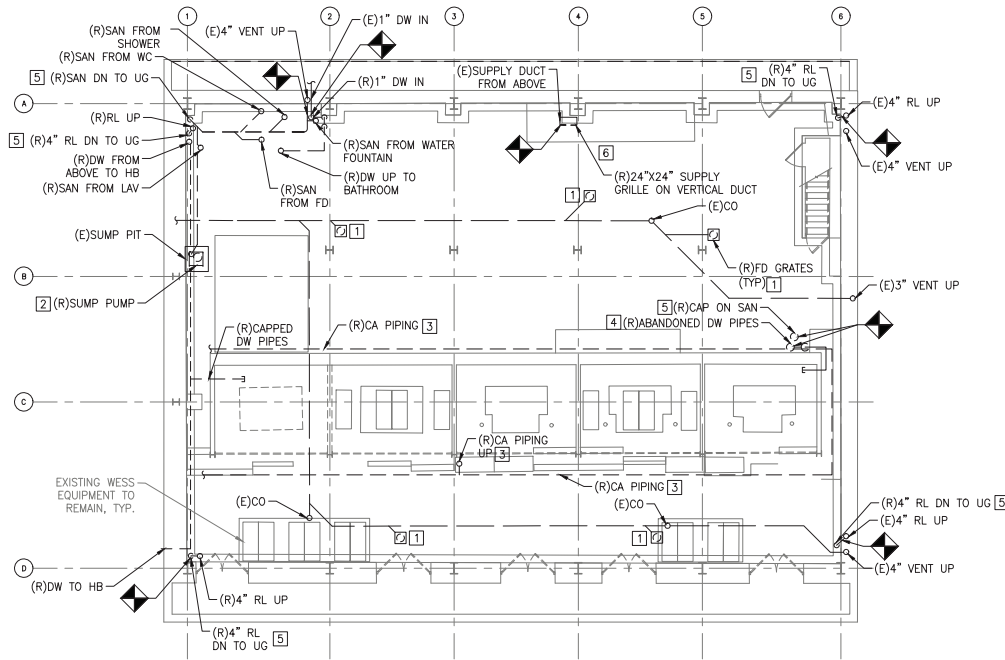 1
2
3
4
5
6
(R)SAN FROM
SHOWER
(E)4" VENT UP
(E)1" DW IN
(R)SAN FROM WC
5 (R)SAN DN TO UG
(R)1" DW IN
(E)SUPPLY DUCT
FROM ABOVE
5 (R)4" RL
DN TO UG
(E)4" RL UP
A
(R)RL UP
5 (R)4" RL DN TO UG
(R)DW FROM
ABOVE TO HB
(R)SAN FROM LAV
(R)SAN FROM WATER
FOUNTAIN
(R)DW UP TO
BATHROOM
(R)SAN
FROM FD
6
(R)24"X24" SUPPLY
GRILLE ON VERTICAL DUCT
(E)4" VENT UP
1
1
(E)CO
(E)SUMP PIT
B
2 (R)SUMP PUMP
(R)FD GRATES
(TYP) 1
(E)3" VENT UP
5 (R)CAP ON SAN
4 (R)ABANDONED DW PIPES
(R)CAPPED
DW PIPES
(R)CA PIPING 3
C
(R)CA PIPING
UP 3
(R)CA PIPING 3
EXISTING WESS
EQUIPMENT TO
REMAIN, TYP.
(E)CO
(E)CO
1
1
(R)4" RL DN TO UG 5
(E)4" RL UP
(E)4" VENT UP
D
(R)DW TO HB
(R)4" RL UP
(R)4" RL
DN TO UG 5